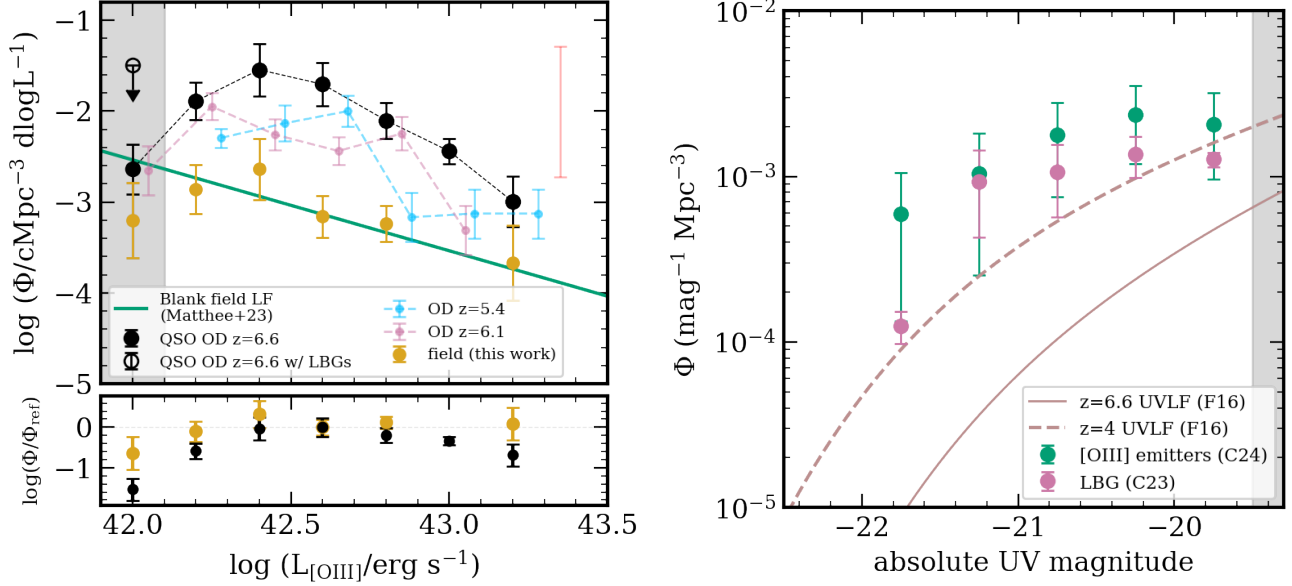 −1
−2
−3
−4
−5
log (Φ/cMpc⁻³ dlogL⁻¹)
Blank field LF
(Matthee+23)
QSO OD z=6.6
QSO OD z=6.6 w/ LBGs
OD z=5.4
OD z=6.1
field (this work)
0
−1
log(Φ/Φref)
42.0
42.5
43.0
43.5
log (L[OIII]/erg s⁻¹)
10⁻²
10⁻³
10⁻⁴
10⁻⁵
Φ (mag⁻¹ Mpc⁻³)
z=6.6 UVLF (F16)
z=4 UVLF (F16)
[OIII] emitters (C24)
LBG (C23)
−22
−21
−20
absolute UV magnitude